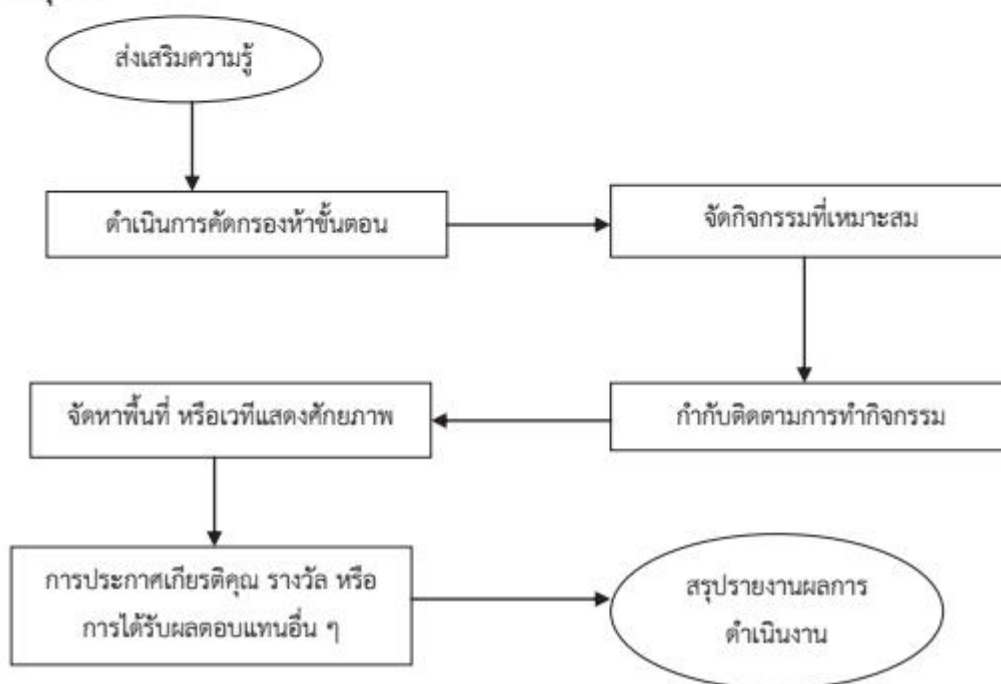 ส่งเสริมความรู้
ดำเนินการคัดกรองห้าขั้นตอน
จัดกิจกรรมที่เหมาะสม
กำกับติดตามการทำกิจกรรม
จัดหาพื้นที่ หรือเวทีแสดงศักยภาพ
การประกาศเกียรติคุณ รางวัล หรือ
การได้รับผลตอบแทนอื่น ๆ
สรุปรายงานผลการ
ดำเนินงาน